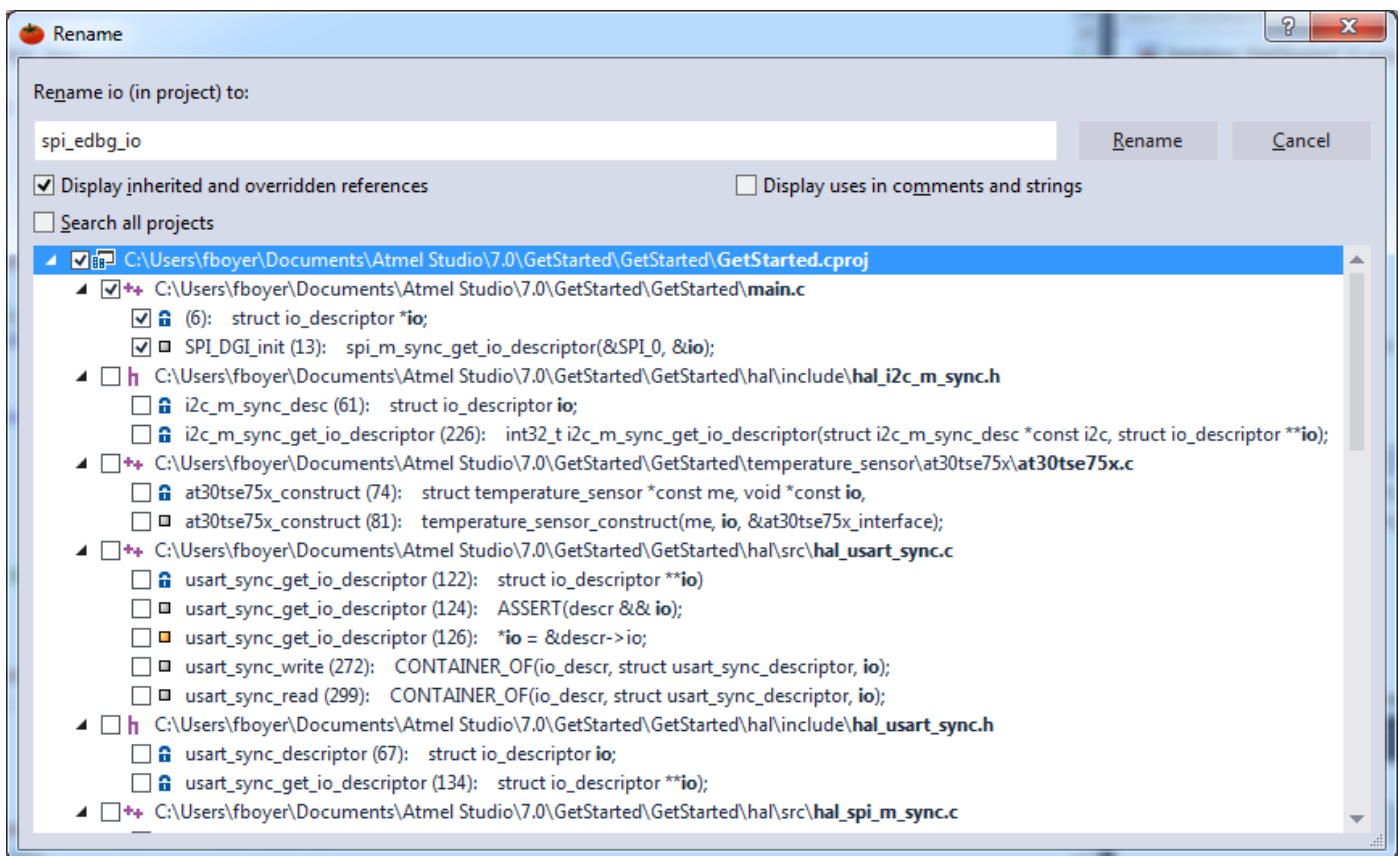 Rename
Rename io (in project) to:
spi_edbg_io
Rename
Cancel
Display inherited and overridden references
Display uses in comments and strings
Search all projects
C:\Users\fboyer\Documents\Atmel Studio\7.0\GetStarted\GetStarted\GetStarted.cproj
C:\Users\fboyer\Documents\Atmel Studio\7.0\GetStarted\GetStarted\main.c
(6): struct io_descriptor *io;
SPI_DGI_init (13): spi_m_sync_get_io_descriptor(&SPI_0, &io);
h C:\Users\fboyer\Documents\Atmel Studio\7.0\GetStarted\GetStarted\hal\include\hal_i2c_m_sync.h
i2c_m_sync_desc (61): struct io_descriptor io;
i2c_m_sync_get_io_descriptor (226): int32_t i2c_m_sync_get_io_descriptor(struct i2c_m_sync_desc *const i2c, struct io_descriptor **io);
C:\Users\fboyer\Documents\Atmel Studio\7.0\GetStarted\GetStarted\temperature_sensor\at30tse75x\at30tse75x.c
at30tse75x_construct (74): struct temperature_sensor *const me, void *const io,
at30tse75x_construct (81): temperature_sensor_construct(me, io, &at30tse75x_interface);
C:\Users\fboyer\Documents\Atmel Studio\7.0\GetStarted\GetStarted\hal\src\hal_usart_sync.c
usart_sync_get_io_descriptor (122): struct io_descriptor **io)
usart_sync_get_io_descriptor (124): ASSERT(descr && io);
usart_sync_get_io_descriptor (126): *io = &descr->io;
usart_sync_write (272): CONTAINER_OF(io_descr, struct usart_sync_descriptor, io);
usart_sync_read (299): CONTAINER_OF(io_descr, struct usart_sync_descriptor, io);
h C:\Users\fboyer\Documents\Atmel Studio\7.0\GetStarted\GetStarted\hal\include\hal_usart_sync.h
usart_sync_descriptor (67): struct io_descriptor io;
usart_sync_get_io_descriptor (134): struct io_descriptor **io);
C:\Users\fboyer\Documents\Atmel Studio\7.0\GetStarted\GetStarted\hal\src\hal_spi_m_sync.c